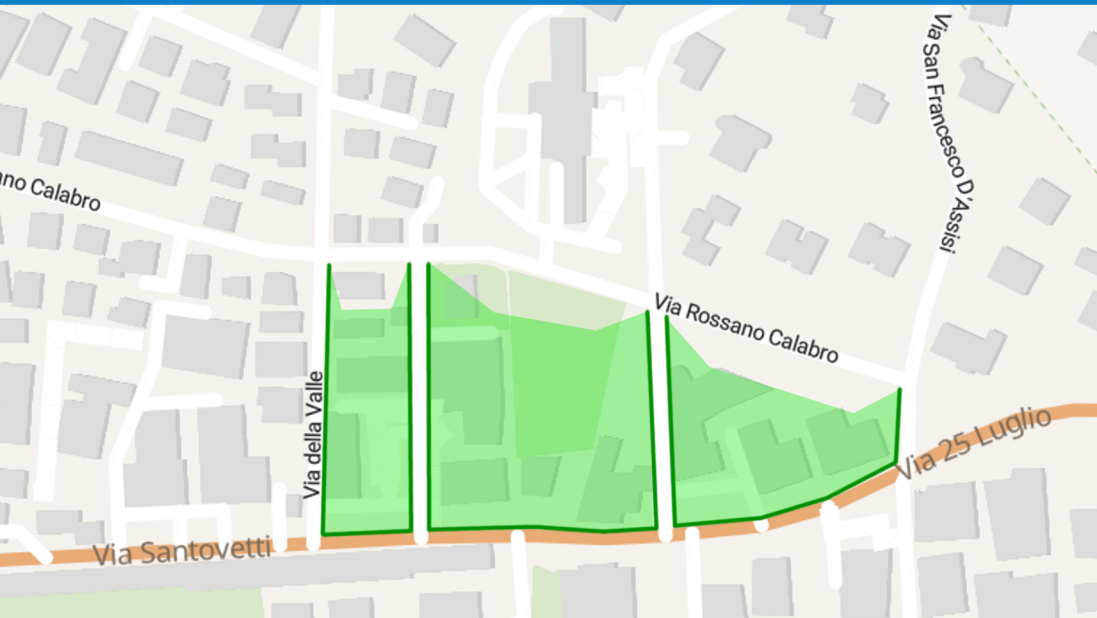 Via San Francesco D'Assisi
ano Calabro
Via Rossano Calabro
Via della Valle
Via 25 Luglio
Via Santovetti